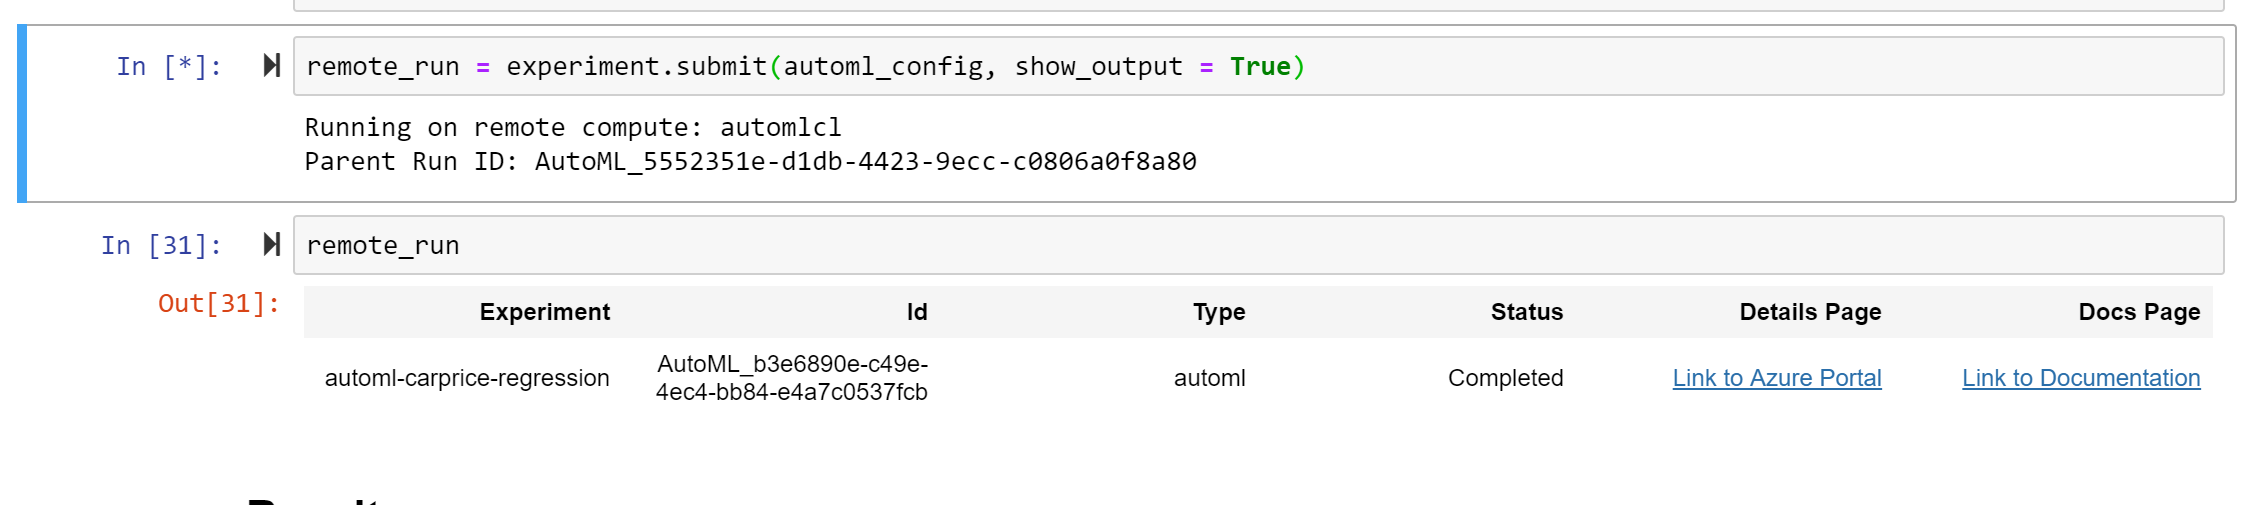 In [*]: remote_run = experiment.submit(automl_config, show_output = True)
Running on remote compute: automlcl
Parent Run ID: AutoML_5552351e-d1db-4423-9ecc-c0806a0f8a80
In [31]: remote_run
Out[31]:
Experiment Id Type Status Details Page Docs Page
automl-carprice-regression AutoML_b3e6890e-c49e-4ec4-bb84-e4a7c0537fcb automl Completed Link to Azure Portal Link to Documentation